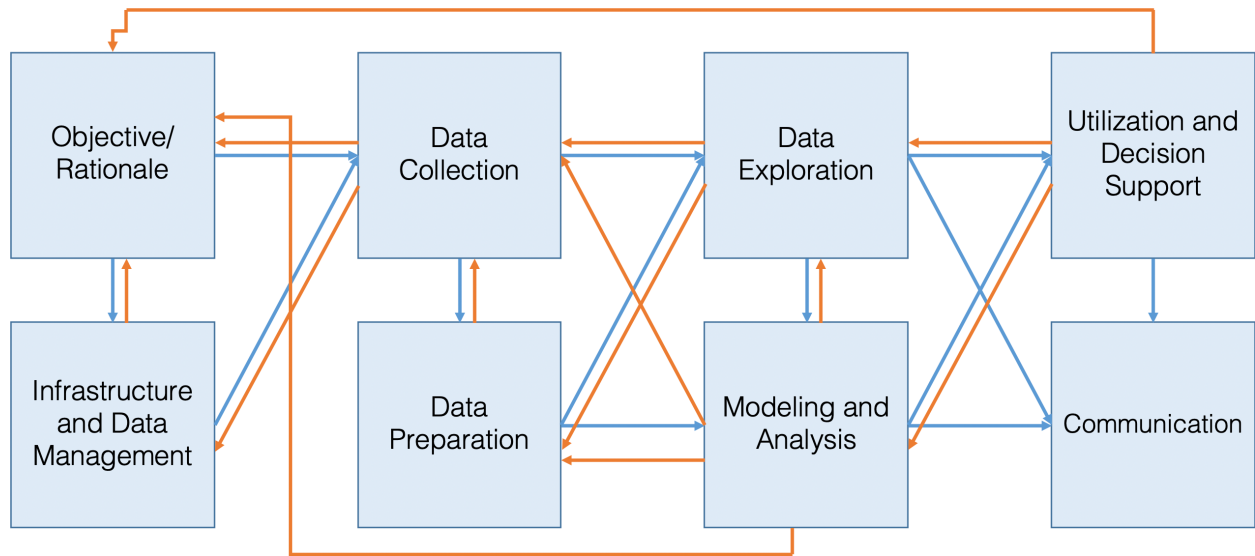 Objective/
Rationale
Data
Collection
Data
Exploration
Utilization and
Decision
Support
Infrastructure
and Data
Management
Data
Preparation
Modeling and
Analysis
Communication